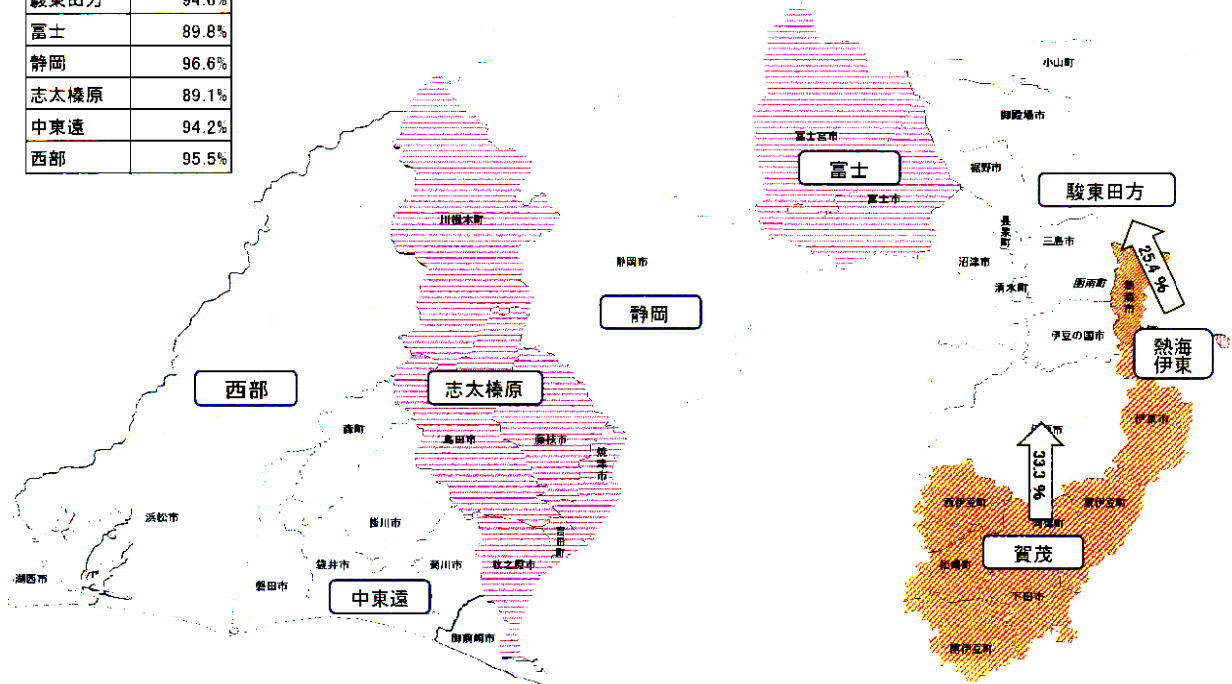 駿東田方 94.6%
富士 89.8%
静岡 96.6%
志太榛原 89.1%
中東遠 94.2%
西部 95.5%
小山町
御殿場市
富士宮市
富士
裾野市
駿東田方
富士市
川根本町
長泉町
三島市
静岡市
沼津市
25.4 %
清水町
函南町
熱海市
静岡
伊豆の国市
熱海
伊東
西部
志太榛原
森町
島田市
藤枝市
焼津市
伊東市
33.3 %
西伊豆町
東伊豆町
河津町
浜松市
掛川市
吉田町
賀茂
袋井市
菊川市
牧之原市
松崎町
湖西市
磐田市
中東遠
下田市
御前崎市
南伊豆町